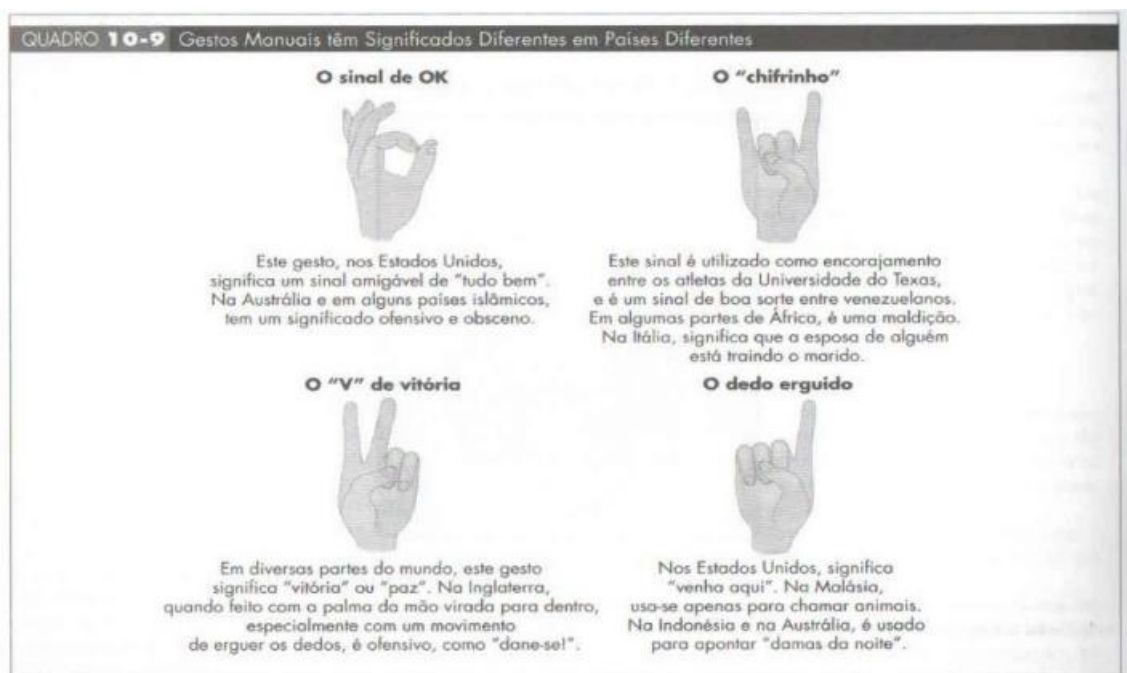 QUADRO 10-9 Gestos Manuais têm Significados Diferentes em Países Diferentes
O sinal de OK
Este gesto, nos Estados Unidos,
significa um sinal amigável de "tudo bem".
Na Austrália e em alguns países islâmicos,
tem um significado ofensivo e obsceno.
O "chifrinho"
Este sinal é utilizado como encorajamento
entre os atletas da Universidade do Texas,
e é um sinal de boa sorte entre venezuelanos.
Em algumas partes de África, é uma maldição.
Na Itália, significa que a esposa de alguém
está traindo o marido.
O "V" de vitória
Em diversas partes do mundo, este gesto
significa "vitória" ou "paz". Na Inglaterra,
quando feito com a palma da mão virada para dentro,
especialmente com um movimento
de erguer os dedos, é ofensivo, como "dane-se!".
O dedo erguido
Nos Estados Unidos, significa
"venha aqui". Na Malásia,
usa-se apenas para chamar animais.
Na Indonésia e na Austrália, é usado
para apontar "damas da noite".